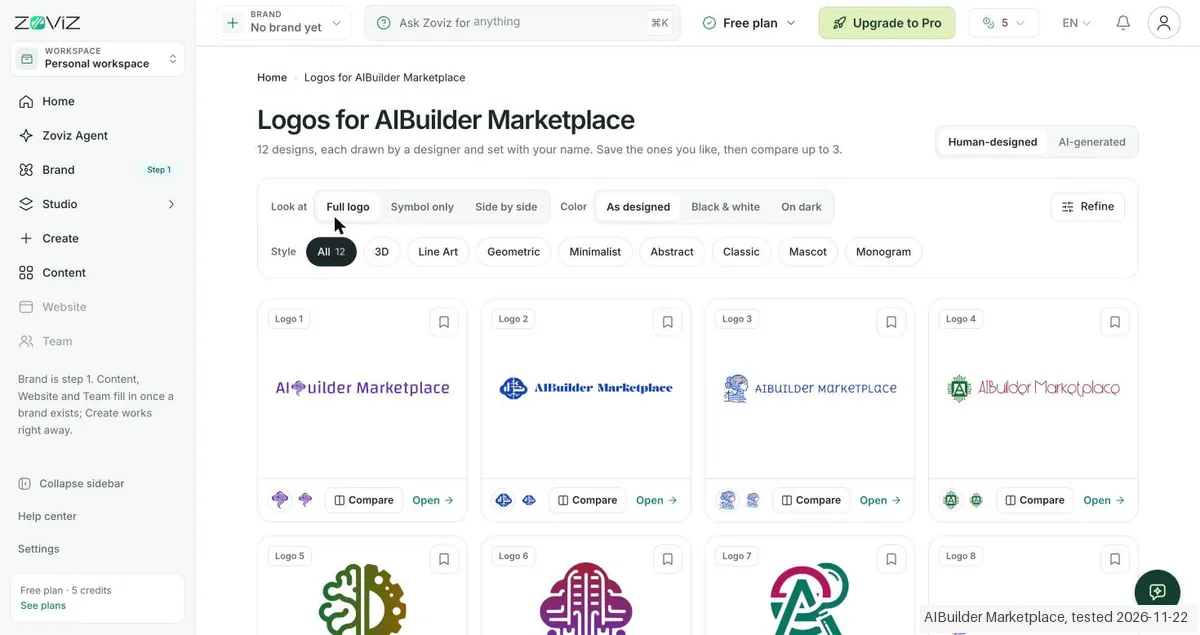 ZOVIZ
BRAND
No brand yet
Ask Zoviz for anything
⌘K
Free plan
Upgrade to Pro
5
EN
WORKSPACE
Personal workspace
Home
Zoviz Agent
Brand
Step 1
Studio
Create
Content
Website
Team
Brand is step 1. Content,
Website and Team fill in once a
brand exists; Create works
right away.
Collapse sidebar
Help center
Settings
Free plan · 5 credits
See plans
Home › Logos for AIBuilder Marketplace
Logos for AIBuilder Marketplace
12 designs, each drawn by a designer and set with your name. Save the ones you like, then compare up to 3.
Human-designed
AI-generated
Look at
Full logo
Symbol only
Side by side
Color
As designed
Black & white
On dark
Refine
Style
All 12
3D
Line Art
Geometric
Minimalist
Abstract
Classic
Mascot
Monogram
Logo 1
Logo 2
Logo 3
Logo 4
AIBuilder Marketplace
AIBuilder Marketplace
AIBuilder Marketplace
AIBuilder Marketplace
Compare
Open →
Compare
Open →
Compare
Open →
Compare
Open →
Logo 5
Logo 6
Logo 7
Logo 8
AIBuilder Marketplace, tested 2026-11-22